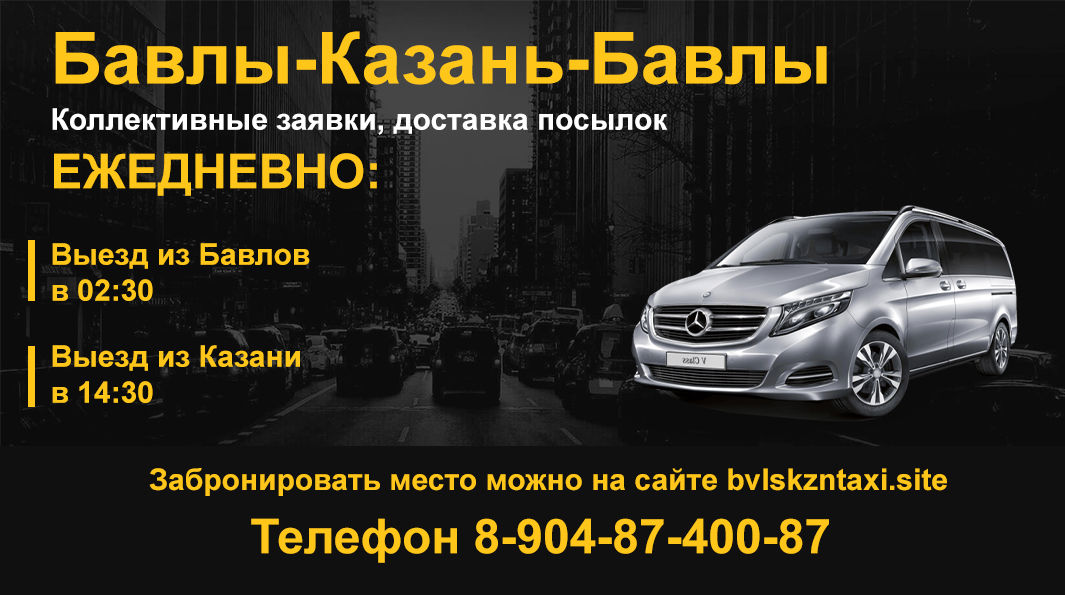 Бавлы-Казань-Бавлы
Коллективные заявки, доставка посылок
ЕЖЕДНЕВНО:
Выезд из Бавлов
в 02:30
Выезд из Казани
в 14:30
V Class
Забронировать место можно на сайте bvlskzntaxi.site
Телефон 8-904-87-400-87